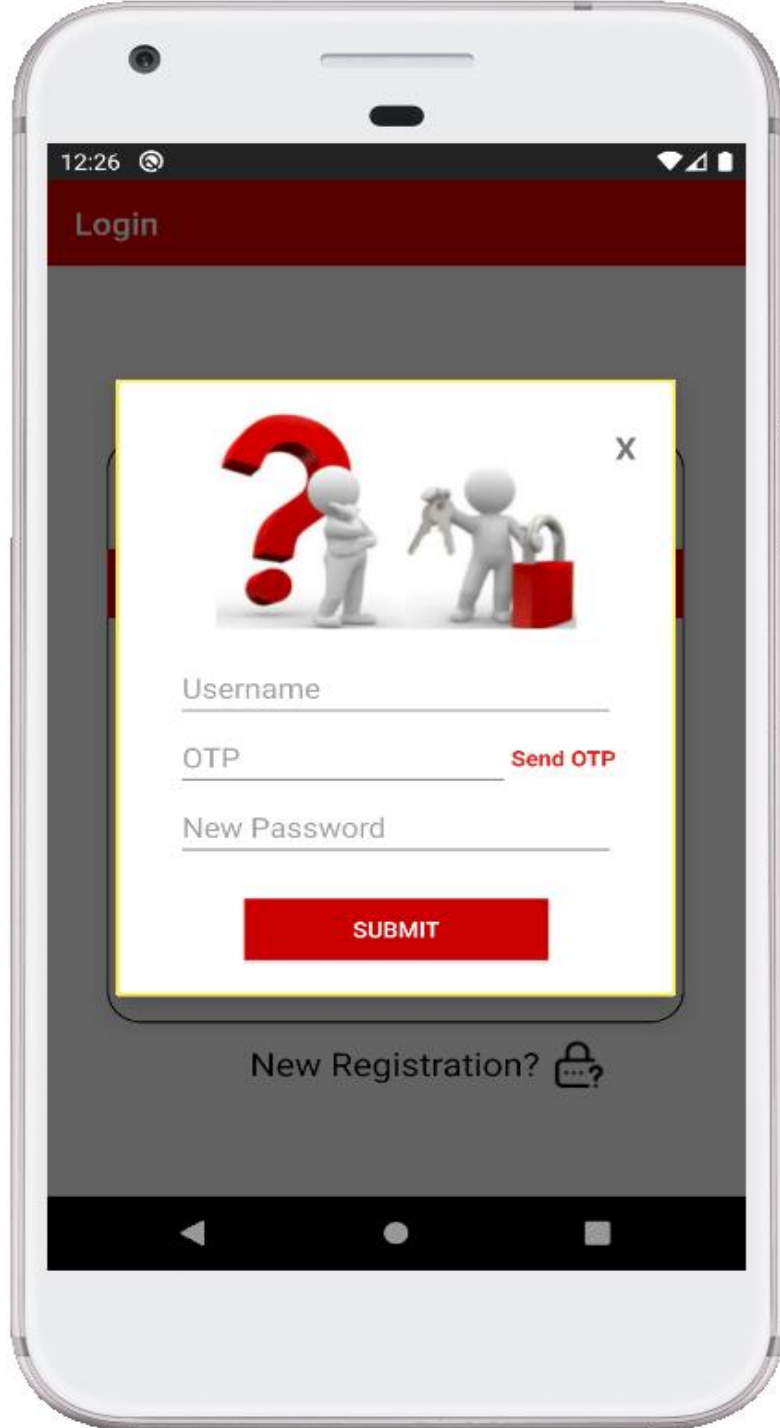 12:26
Login
X
Username
OTP Send OTP
New Password
SUBMIT
New Registration?